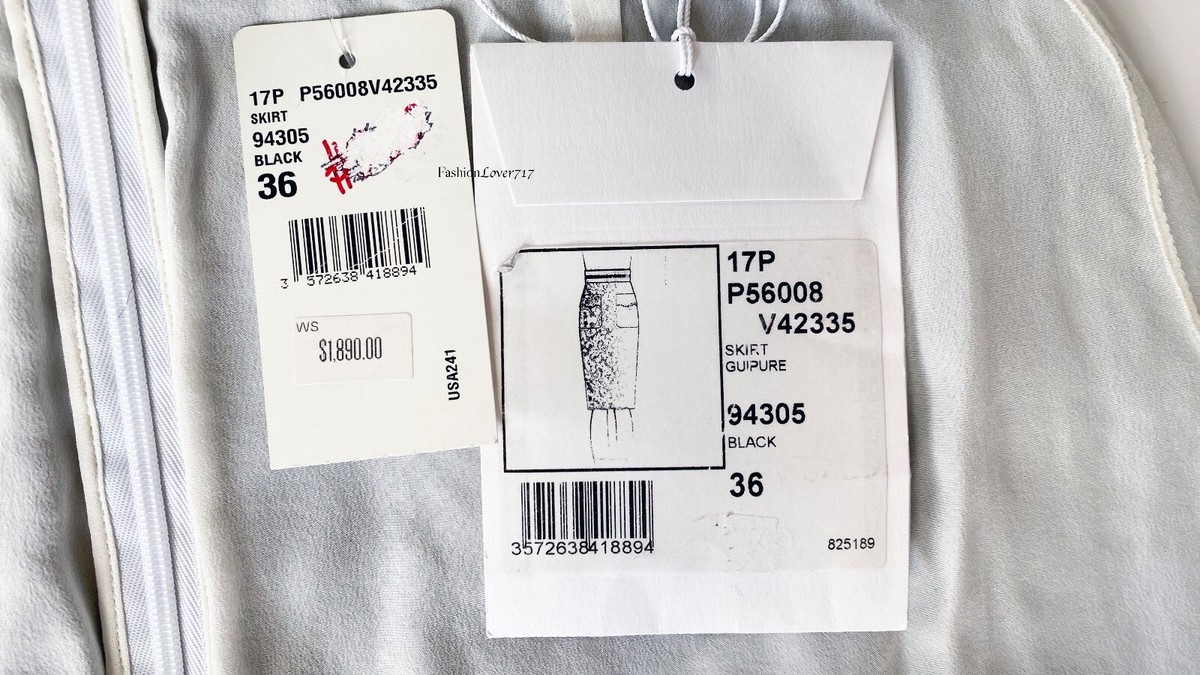 17P P56008V42335
SKIRT
94305
BLACK
36
3 572638 418894
WS
$1,890.00
USA241
FashionLover717
17P
P56008
V42335
SKIRT
GUIPURE
94305
BLACK
36
3572638418894
825189